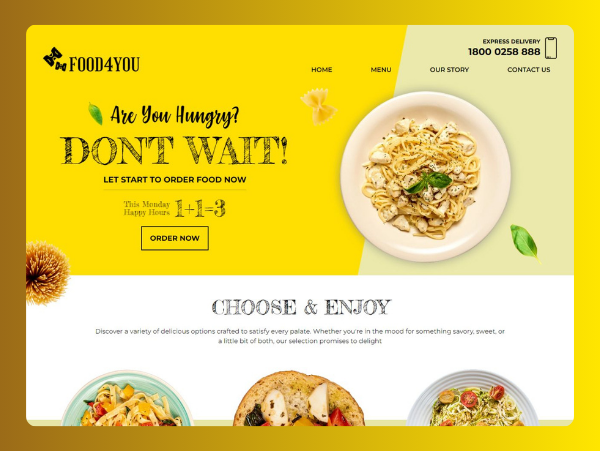 EXPRESS DELIVERY
1800 0258 888
FOOD4YOU
HOME
MENU
OUR STORY
CONTACT US
Are You Hungry?
DON'T WAIT!
LET START TO ORDER FOOD NOW
This Monday
Happy Hours
1+1=3
ORDER NOW
CHOOSE & ENJOY
Discover a variety of delicious options crafted to satisfy every palate. Whether you're in the mood for something savory, sweet, or
a little bit of both, our selection promises to delight